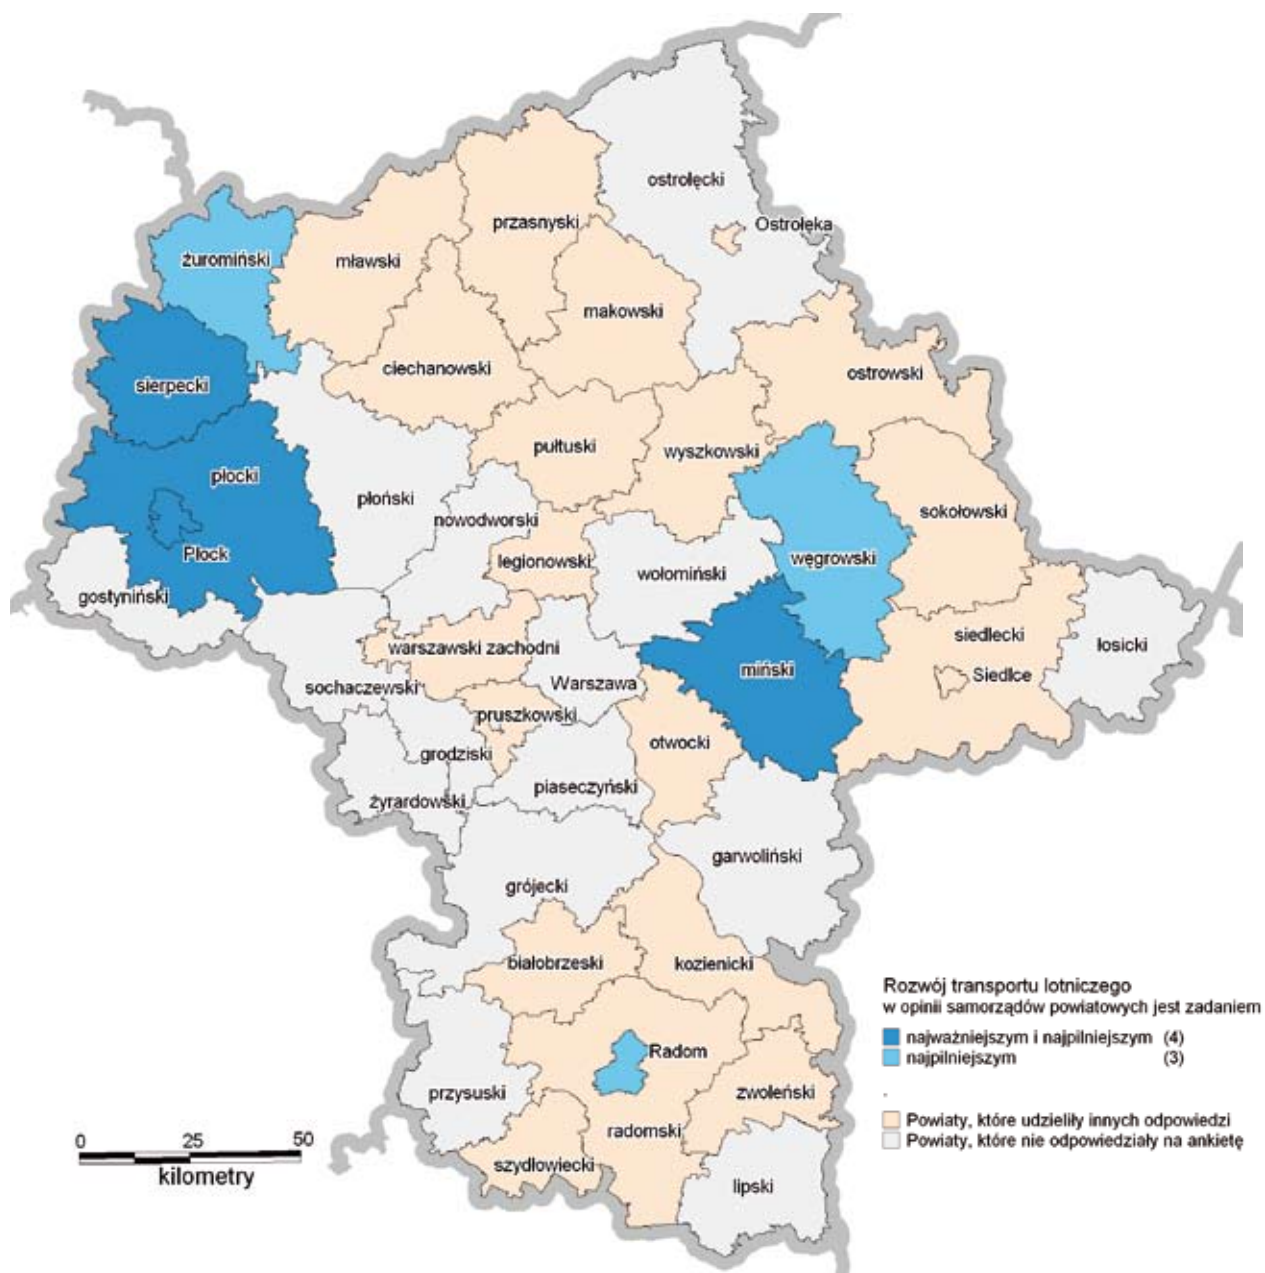 ostrołęcki
Ostrołęka
przasnyski
żuromiński
mławski
makowski
ciechanowski
sierpecki
ostrowski
pułtuski
wyszkowski
płocki
płoński
sokołowski
nowodworski
Płock
legionowski
wołomiński
węgrowski
gostyniński
siedlecki
łosicki
warszawski zachodni
miński
Siedlce
sochaczewski
Warszawa
pruszkowski
otwocki
grodziski
piaseczyński
żyrardowski
garwoliński
grójecki
białobrzeski
kozienicki
Rozwój transportu lotniczego
w opinii samorządów powiatowych jest zadaniem
najważniejszym i najpilniejszym (4)
najpilniejszym (3)
Radom
przysuski
zwoleński
Powiaty, które udzieliły innych odpowiedzi
Powiaty, które nie odpowiedziały na ankietę
radomski
szydłowiecki
lipski
0 25 50
kilometry